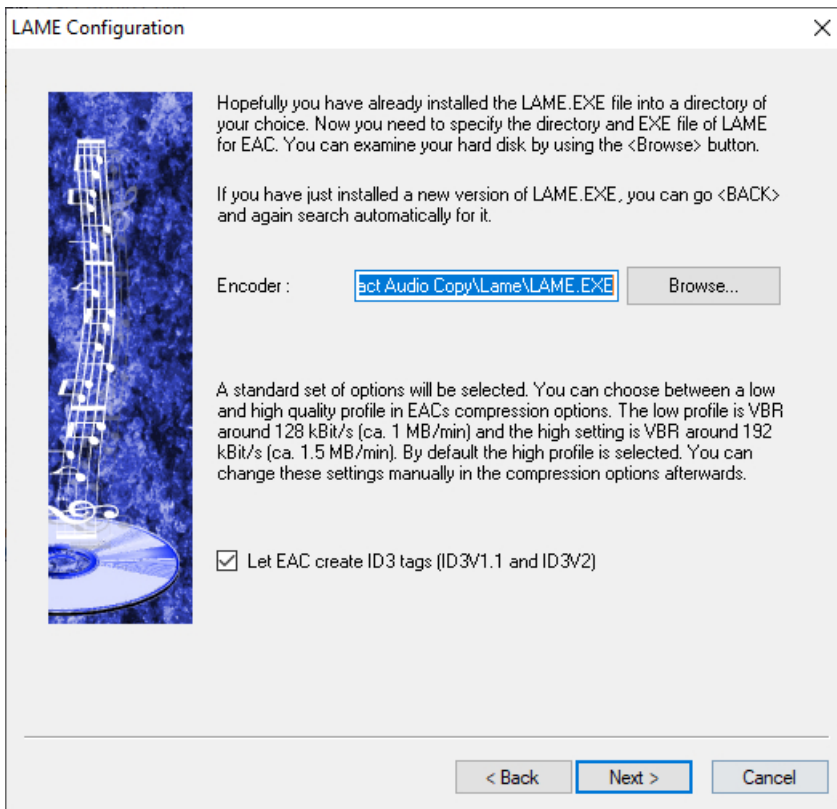 LAME Configuration
Hopefully you have already installed the LAME.EXE file into a directory of
your choice. Now you need to specify the directory and EXE file of LAME
for EAC. You can examine your hard disk by using the <Browse> button.
If you have just installed a new version of LAME.EXE, you can go <BACK>
and again search automatically for it.
Encoder : act Audio Copy\Lame\LAME.EXE Browse...
A standard set of options will be selected. You can choose between a low
and high quality profile in EACs compression options. The low profile is VBR
around 128 kBit/s (ca. 1 MB/min) and the high setting is VBR around 192
kBit/s (ca. 1.5 MB/min). By default the high profile is selected. You can
change these settings manually in the compression options afterwards.
Let EAC create ID3 tags (ID3V1.1 and ID3V2)
< Back Next > Cancel